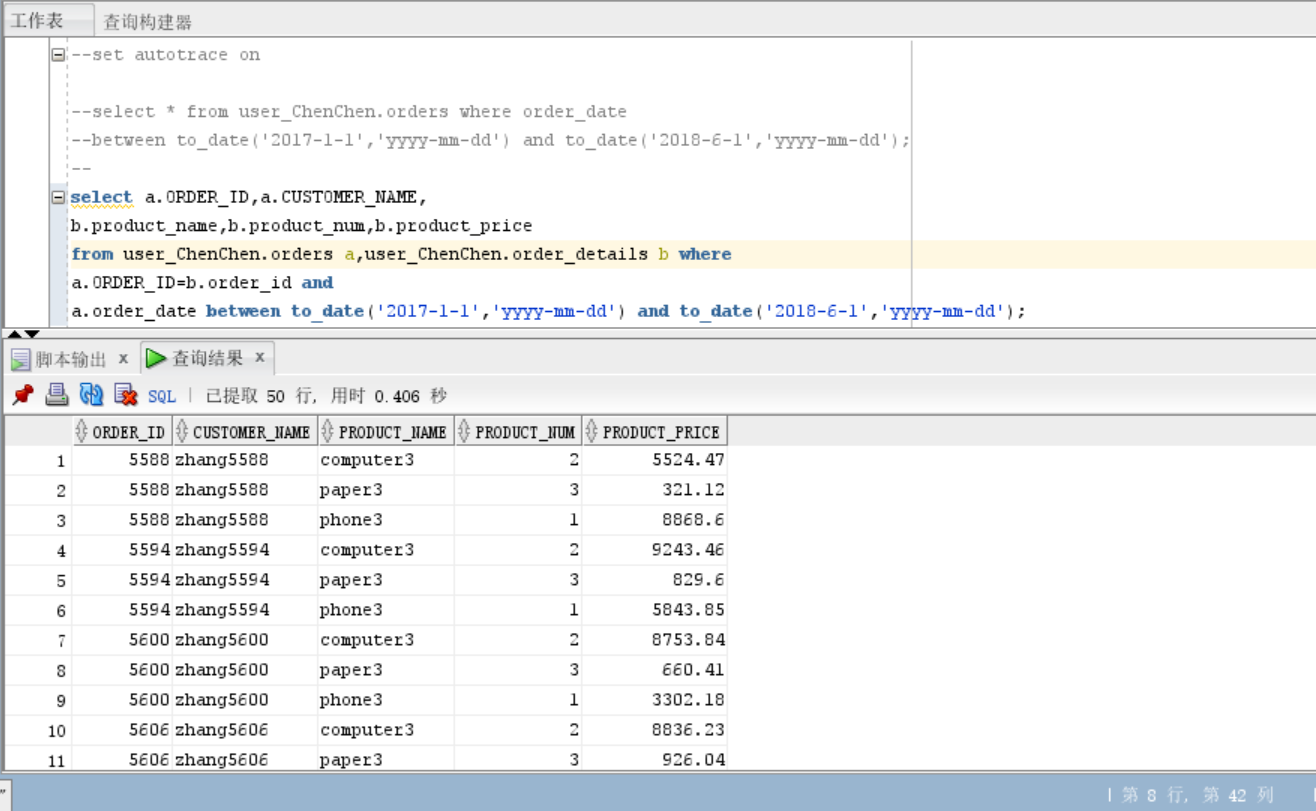 工作表 查询构建器
--set autotrace on
--select * from user_ChenChen.orders where order_date
--between to_date('2017-1-1','yyyy-mm-dd') and to_date('2018-6-1','yyyy-mm-dd');
--
select a.ORDER_ID,a.CUSTOMER_NAME,
b.product_name,b.product_num,b.product_price
from user_ChenChen.orders a,user_ChenChen.order_details b where
a.ORDER_ID=b.order_id and
a.order_date between to_date('2017-1-1','yyyy-mm-dd') and to_date('2018-6-1','yyyy-mm-dd');
脚本输出 x 查询结果 x
SQL | 已提取 50 行, 用时 0.406 秒
ORDER_ID CUSTOMER_NAME PRODUCT_NAME PRODUCT_NUM PRODUCT_PRICE
1 5588 zhang5588 computer3 2 5524.47
2 5588 zhang5588 paper3 3 321.12
3 5588 zhang5588 phone3 1 8868.6
4 5594 zhang5594 computer3 2 9243.46
5 5594 zhang5594 paper3 3 829.6
6 5594 zhang5594 phone3 1 5843.85
7 5600 zhang5600 computer3 2 8753.84
8 5600 zhang5600 paper3 3 660.41
9 5600 zhang5600 phone3 1 3302.18
10 5606 zhang5606 computer3 2 8836.23
11 5606 zhang5606 paper3 3 926.04
| 第 8 行, 第 42 列